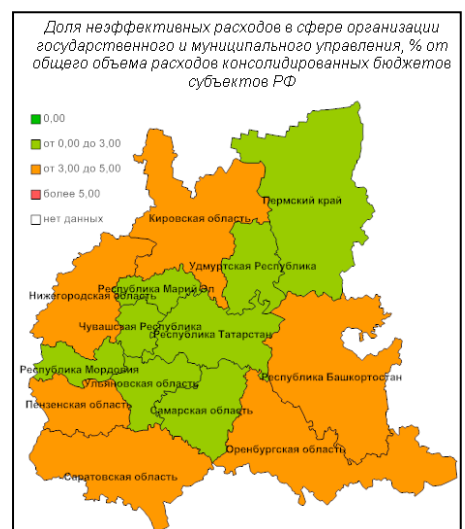 Доля неэффективных расходов в сфере организации
государственного и муниципального управления, % от
общего объема расходов консолидированных бюджетов
субъектов РФ
0,00
от 0,00 до 3,00
от 3,00 до 5,00
более 5,00
нет данных
Пермский край
Кировская область
Удмуртская Республика
Республика Марий Эл
Нижегородская область
Чувашская Республика
Республика Татарстан
Республика Мордовия
Республика Башкортостан
Ульяновская область
Пензенская область
Самарская область
Оренбургская область
Саратовская область